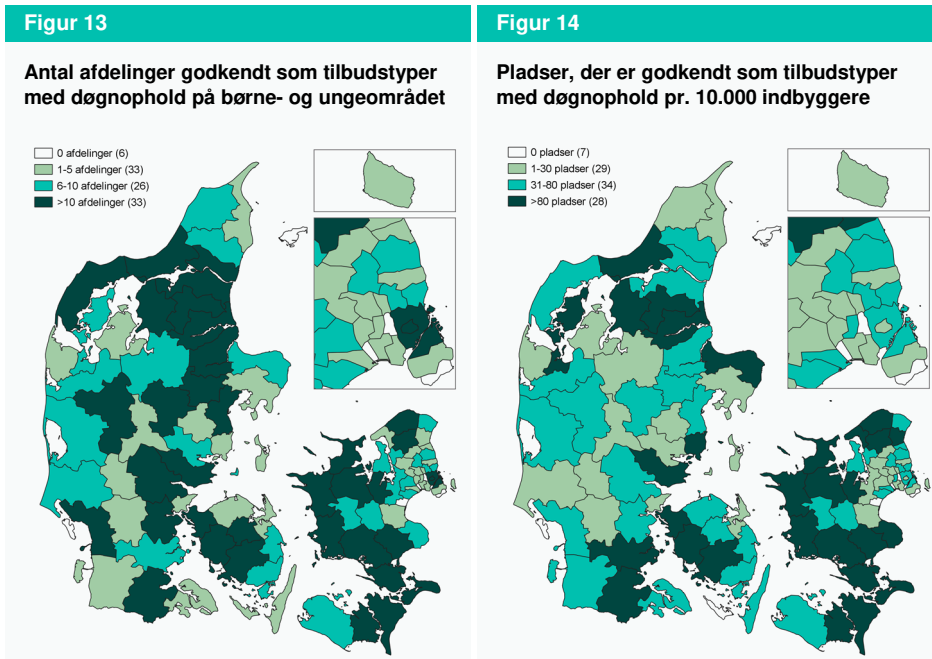 Figur 13
Antal afdelinger godkendt som tilbudstyper
med døgnophold på børne- og ungeområdet
0 afdelinger (6)
1-5 afdelinger (33)
6-10 afdelinger (26)
>10 afdelinger (33)
Figur 14
Pladser, der er godkendt som tilbudstyper
med døgnophold pr. 10.000 indbyggere
0 pladser (7)
1-30 pladser (29)
31-80 pladser (34)
>80 pladser (28)